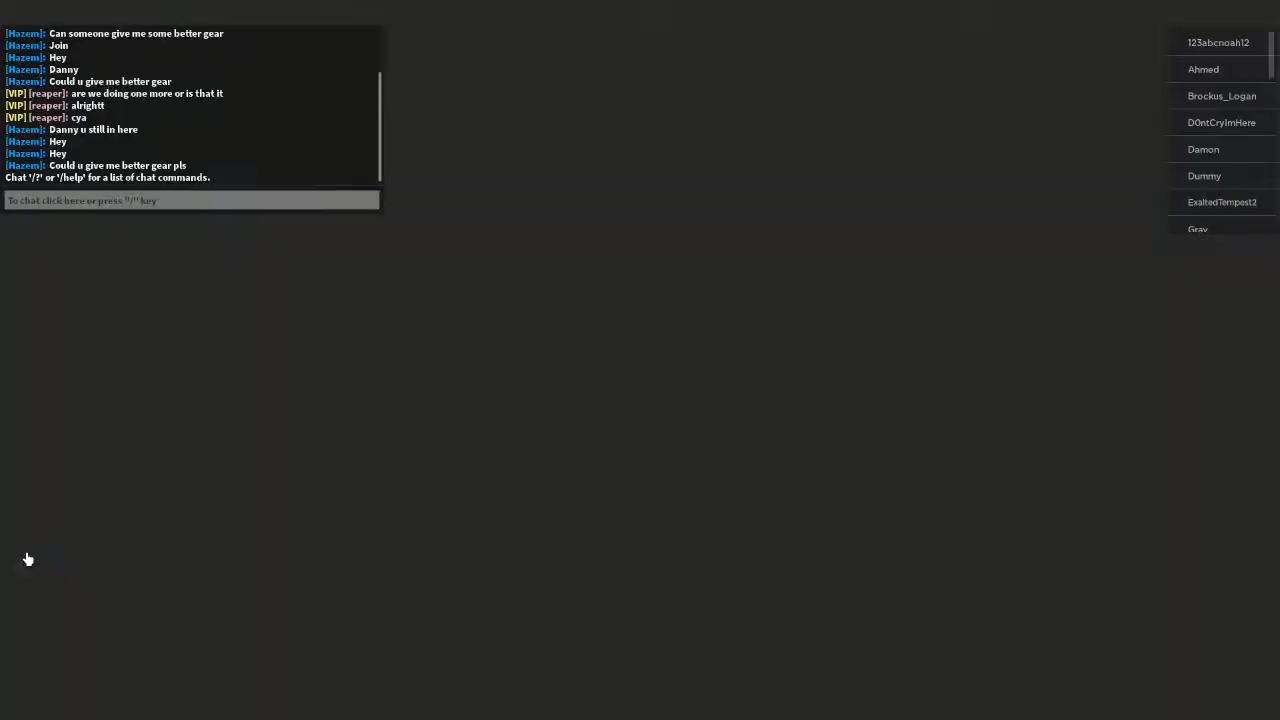 [Hazem]: Can someone give me some better gear
[Hazem]: Join
[Hazem]: Hey
[Hazem]: Danny
[Hazem]: Could u give me better gear
[VIP] [reaper]: are we doing one more or is that it
[VIP] [reaper]: alrightt
[VIP] [reaper]: cya
[Hazem]: Danny u still in here
[Hazem]: Hey
[Hazem]: Hey
[Hazem]: Could u give me better gear pls
Chat '/?' or '/help' for a list of chat commands.
To chat click here or press "/" key
123abcnoah12
Ahmed
Brockus_Logan
D0ntCryImHere
Damon
Dummy
ExaltedTempest2
Gray